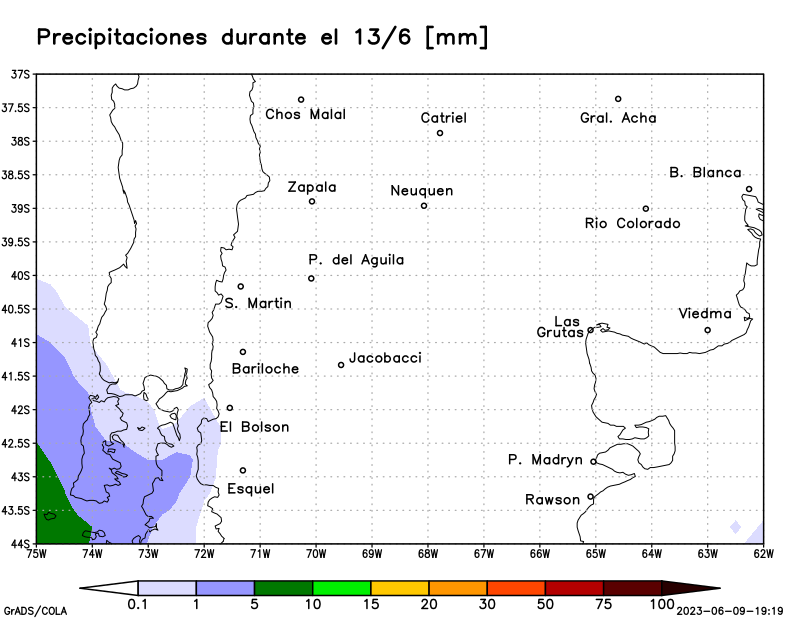 Precipitaciones durante el 13/6 [mm]
37S
37.5S
Chos Malal
Catriel
Gral. Acha
38S
38.5S
B. Blanca
Zapala
Neuquen
39S
Rio Colorado
39.5S
P. del Aguila
40S
S. Martin
40.5S
Viedma
Las
Grutas
41S
Jacobacci
Bariloche
41.5S
42S
El Bolson
42.5S
P. Madryn
43S
Esquel
Rawson
43.5S
44S
75W 74W 73W 72W 71W 70W 69W 68W 67W 66W 65W 64W 63W 62W
0.1 1 5 10 15 20 30 50 75 100
GrADS/COLA
2023-06-09-19:19